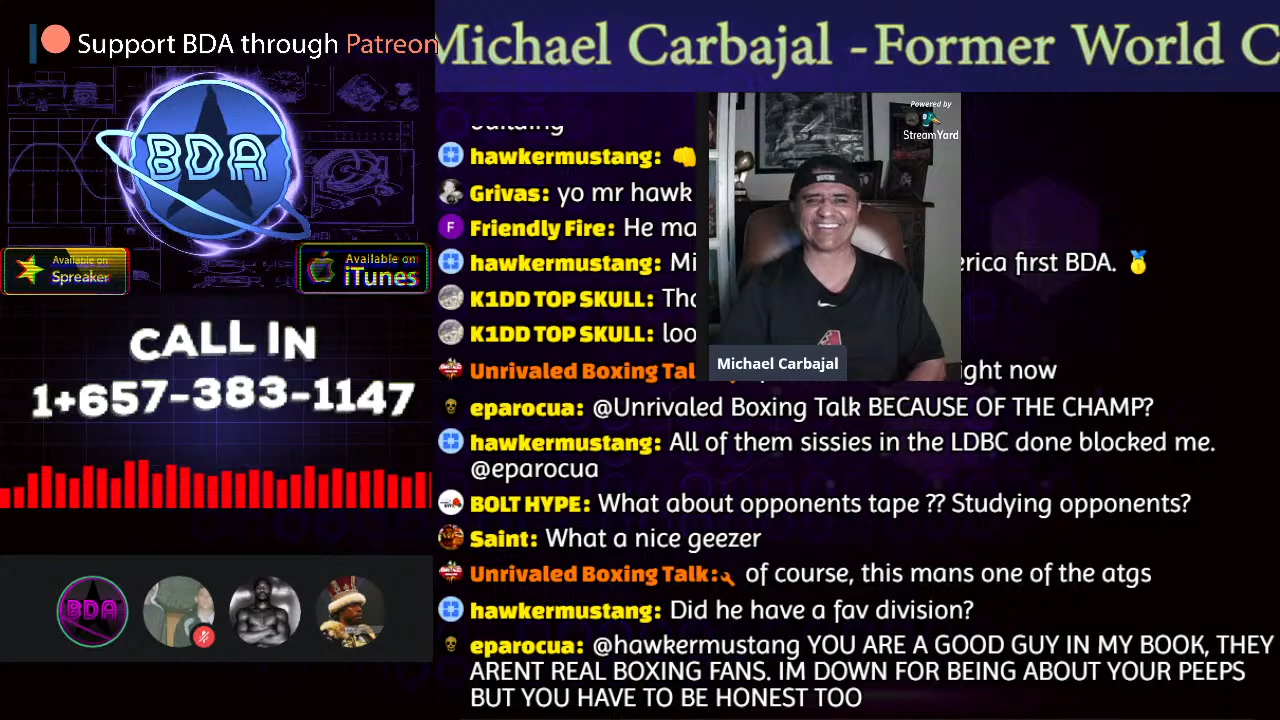 Support BDA through Patreon
Michael Carbajal - Former World C
BDA
Available on
Spreaker
Available on
iTunes
CALL IN
1+657-383-1147
BDA
building
hawkermustang:
Grivas: yo mr hawk
Friendly Fire: He ma
hawkermustang: Mi erica first BDA.
K1DD TOP SKULL: Tha
K1DD TOP SKULL: loo
Unrivaled Boxing Tal ight now
eparocua: @Unrivaled Boxing Talk BECAUSE OF THE CHAMP?
hawkermustang: All of them sissies in the LDBC done blocked me.
@eparocua
BOLT HYPE: What about opponents tape ?? Studying opponents?
Saint: What a nice geezer
Unrivaled Boxing Talk: of course, this mans one of the atgs
hawkermustang: Did he have a fav division?
eparocua: @hawkermustang YOU ARE A GOOD GUY IN MY BOOK, THEY
ARENT REAL BOXING FANS. IM DOWN FOR BEING ABOUT YOUR PEEPS
BUT YOU HAVE TO BE HONEST TOO
Powered by
StreamYard
Michael Carbajal